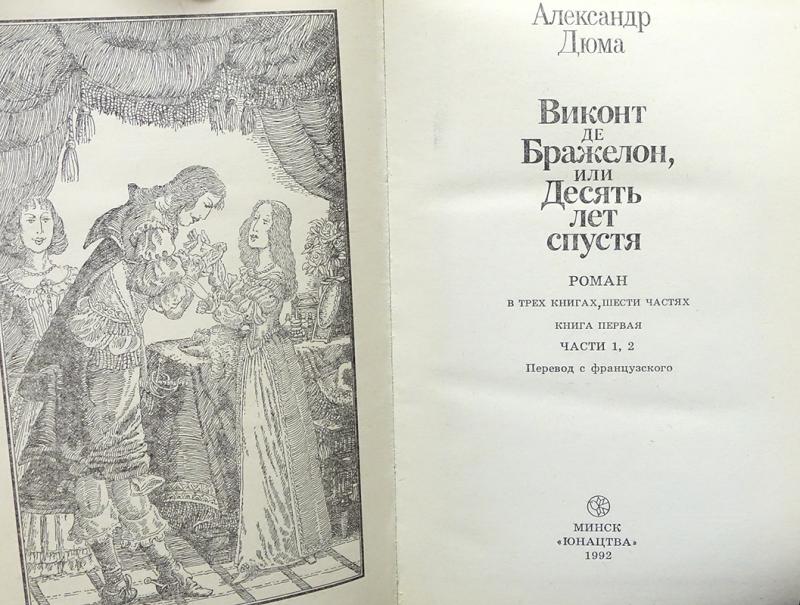 Александр
Дюма
Виконт
де
Бражелон,
или
Десять
лет
спустя
РОМАН
В ТРЕХ КНИГАХ,ШЕСТИ ЧАСТЯХ
КНИГА ПЕРВАЯ
ЧАСТИ 1, 2
Перевод с французского
МИНСК
«ЮНАЦТВА»
1992